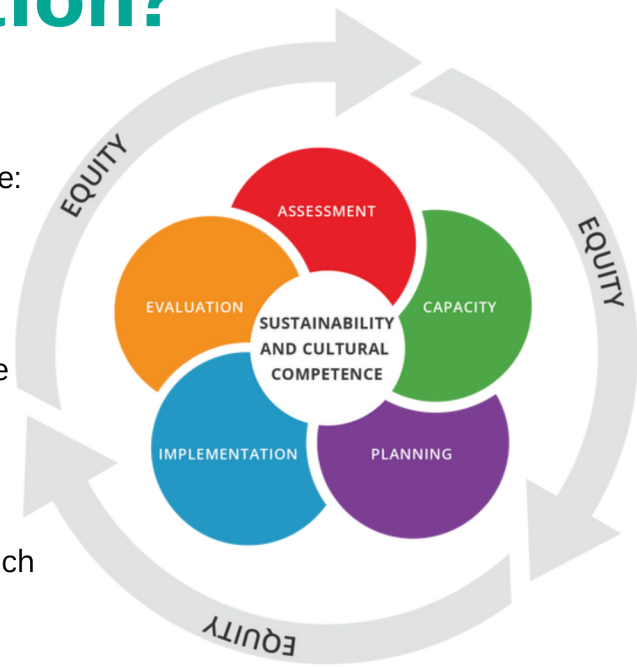 tion?
e:
e
ch
EQUITY
EQUITY
EQUITY
ASSESSMENT
EVALUATION
CAPACITY
SUSTAINABILITY
AND CULTURAL
COMPETENCE
IMPLEMENTATION
PLANNING